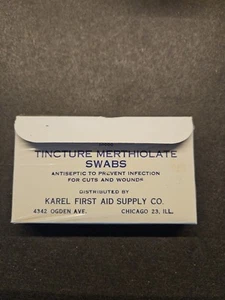 TINCTURE MERTHIOLATE
SWABS
ANTISEPTIC TO PREVENT INFECTION
FOR CUTS AND WOUNDS
DISTRIBUTED BY
KAREL FIRST AID SUPPLY CO.
4342 OGDEN AVE. CHICAGO 23, ILL.